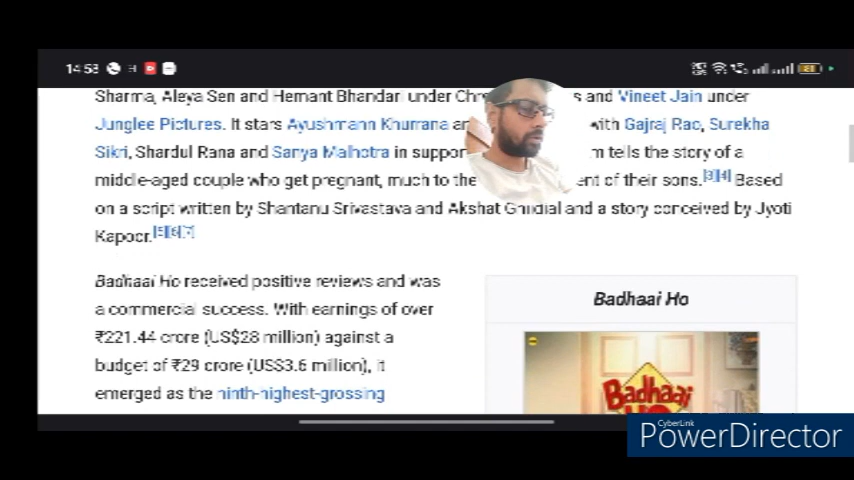 14:53
Sharma, Aleya Sen and Hemant Bhandari under Chr s and Vineet Jain under
Junglee Pictures. It stars Ayushmann Khurrana an with Gajraj Rao, Surekha
Sikri, Shardul Rana and Sanya Malhotra in suppor m tells the story of a
middle-aged couple who get pregnant, much to the ent of their sons.[3][4] Based
on a script written by Shantanu Srivastava and Akshat Ghildial and a story conceived by Jyoti
Kapoor.[5][6][7]
Badhaai Ho received positive reviews and was
a commercial success. With earnings of over
₹221.44 crore (US$28 million) against a
budget of ₹29 crore (US$3.6 million), it
emerged as the ninth-highest-grossing
Badhaai Ho
Badhaai
CyberLink
PowerDirector